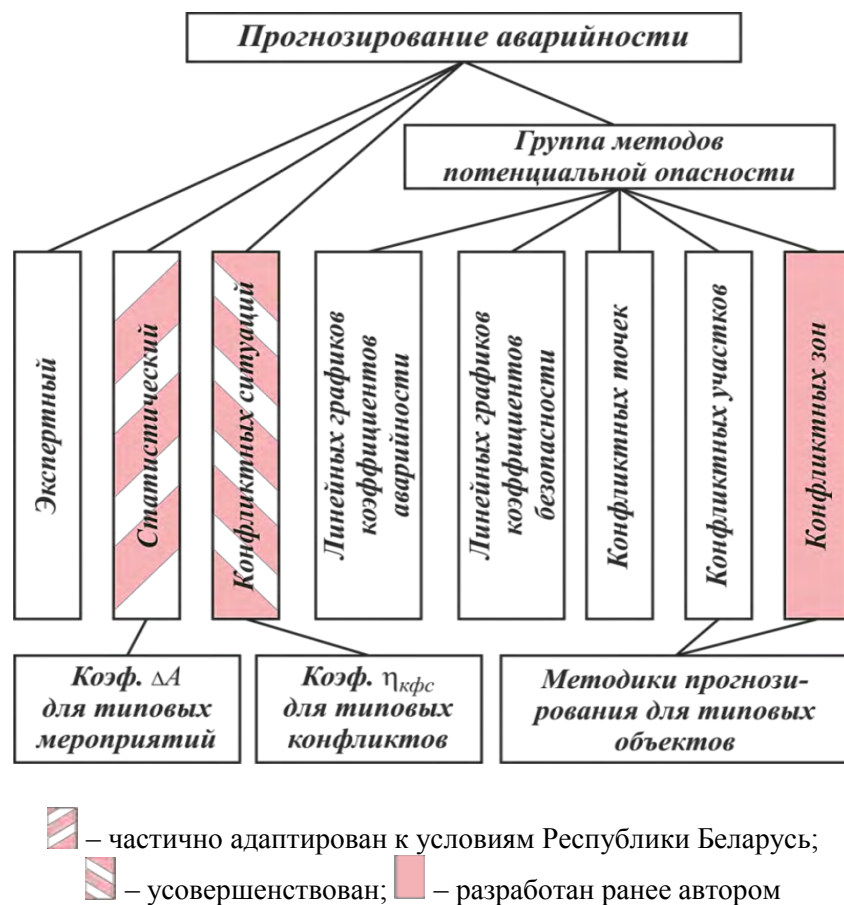 Прогнозирование аварийности
Группа методов
потенциальной опасности
Экспертный
Статистический
Конфликтных ситуаций
Линейных графиков
коэффициентов
аварийности
Линейных графиков
коэффициентов
безопасности
Конфликтных точек
Конфликтных участков
Конфликтных зон
Коэф. ΔA
для типовых
мероприятий
Коэф. ηкфс
для типовых
конфликтов
Методики прогнози-
рования для типовых
объектов
– частично адаптирован к условиям Республики Беларусь;
– усовершенствован; – разработан ранее автором